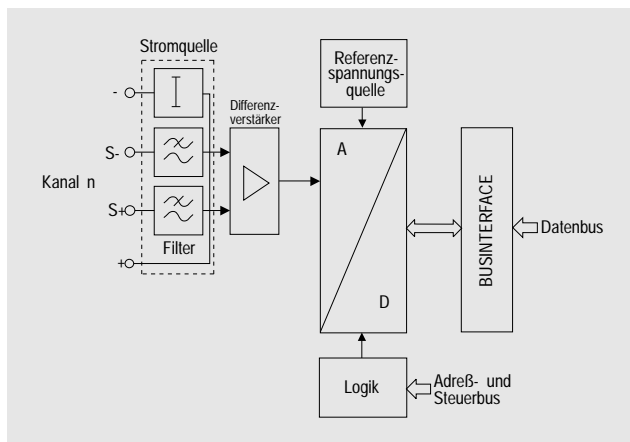 Stromquelle
Referenz-
spannungs-
quelle
-
I
Differenz-
verstärker
A
S-
Kanal n
S+
Filter
+
D
BUSINTERFACE
Datenbus
Logik
Adreß- und
Steuerbus